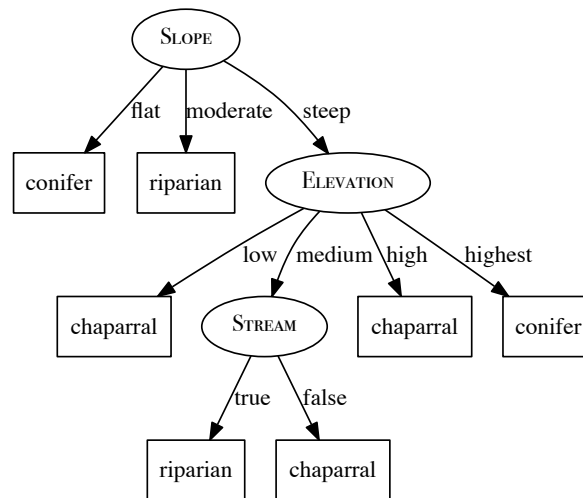 SLOPE
flat
moderate
steep
conifer
riparian
ELEVATION
low
medium
high
highest
chaparral
STREAM
chaparral
conifer
true
false
riparian
chaparral